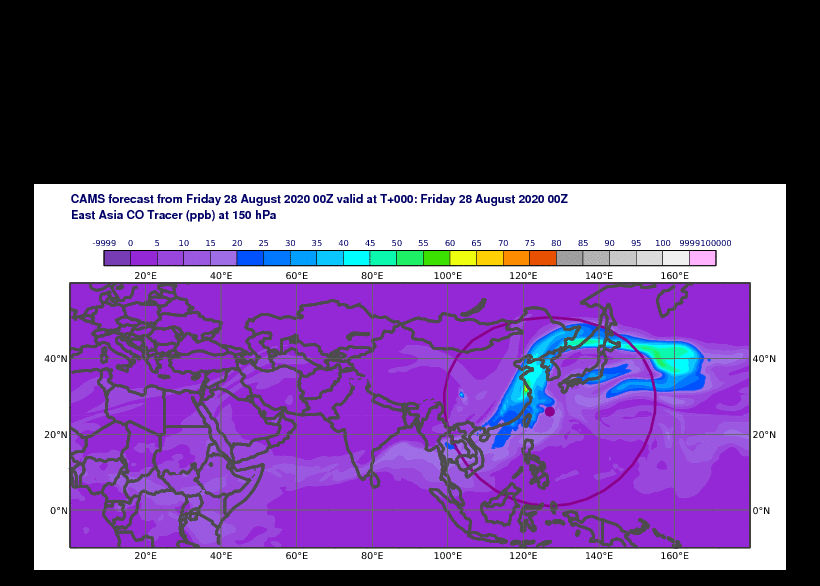 CAMS forecast from Friday 28 August 2020 00Z valid at T+000: Friday 28 August 2020 00Z
East Asia CO Tracer (ppb) at 150 hPa
-9999 0 5 10 15 20 25 30 35 40 45 50 55 60 65 70 75 80 85 90 95 100 9999100000
20°E 40°E 60°E 80°E 100°E 120°E 140°E 160°E
40°N 40°N
20°N 20°N
0°N 0°N
20°E 40°E 60°E 80°E 100°E 120°E 140°E 160°E